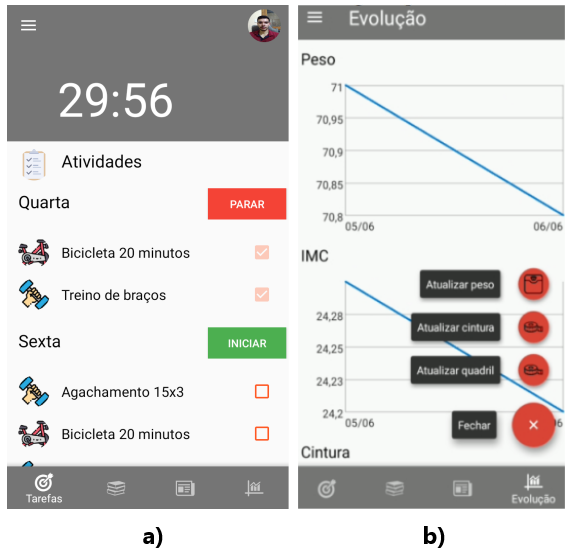 29:56
Atividades
Quarta
PARAR
Bicicleta 20 minutos
Treino de braços
Sexta
INICIAR
Agachamento 15x3
Bicicleta 20 minutos
Tarefas
a)
Evolução
Peso
71
70,95
70,9
70,85
70,8
05/06 06/06
IMC
Atualizar peso
24,28
Atualizar cintura
24,25
Atualizar quadril
24,23
24,2
05/06
Fechar
Cintura
Evolução
b)